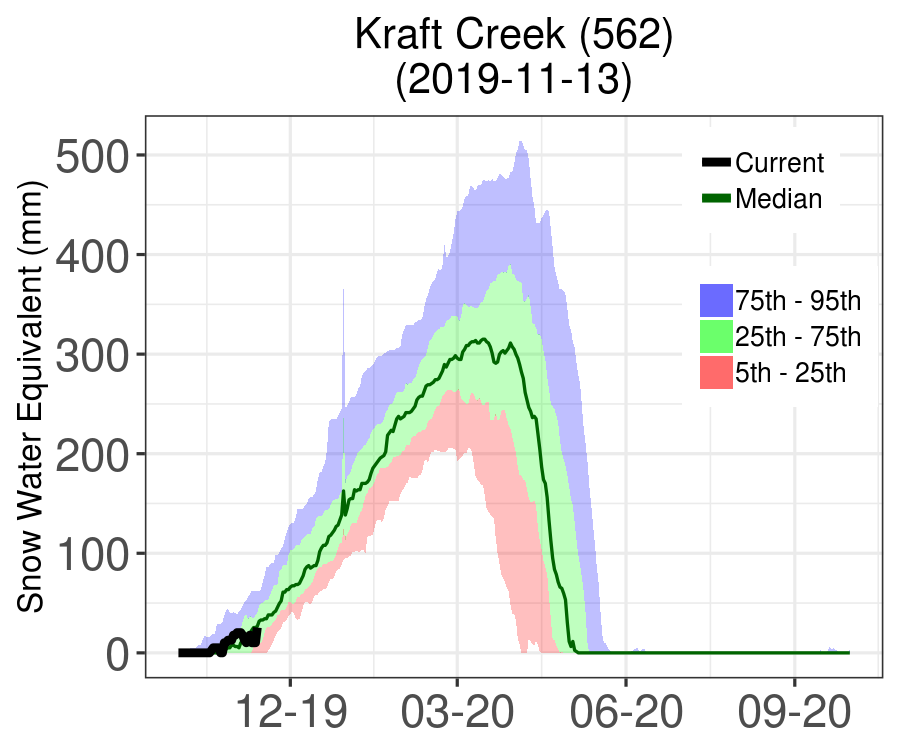 Kraft Creek (562)
(2019-11-13)
Snow Water Equivalent (mm)
500
400
300
200
100
0
12-19
03-20
06-20
09-20
Current
Median
75th - 95th
25th - 75th
5th - 25th